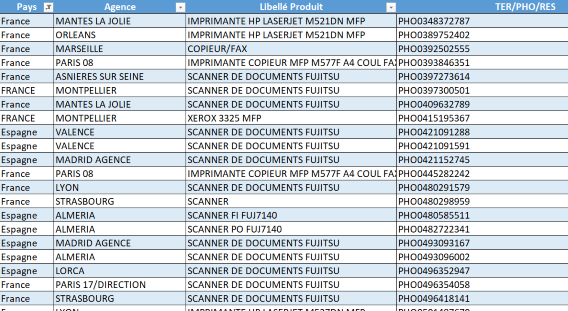 Pays Agence Libellé Produit TER/PHO/RES
France MANTES LA JOLIE IMPRIMANTE HP LASERJET M521DN MFP PHO0348372787
France ORLEANS IMPRIMANTE HP LASERJET M521DN MFP PHO0389752402
France MARSEILLE COPIEUR/FAX PHO0392502555
France PARIS 08 IMPRIMANTE COPIEUR MFP M577F A4 COUL FAX PHO0393846351
France ASNIERES SUR SEINE SCANNER DE DOCUMENTS FUJITSU PHO0397273614
FRANCE MONTPELLIER SCANNER DE DOCUMENTS FUJITSU PHO0397300501
France MANTES LA JOLIE SCANNER DE DOCUMENTS FUJITSU PHO0409632789
FRANCE MONTPELLIER XEROX 3325 MFP PHO0415195367
Espagne VALENCE SCANNER DE DOCUMENTS FUJITSU PHO0421091288
Espagne VALENCE SCANNER DE DOCUMENTS FUJITSU PHO0421091591
Espagne MADRID AGENCE SCANNER DE DOCUMENTS FUJITSU PHO0421152745
France PARIS 08 IMPRIMANTE COPIEUR MFP M577F A4 COUL FAX PHO0445282242
France LYON SCANNER DE DOCUMENTS FUJITSU PHO0480291579
France STRASBOURG SCANNER PHO0480298959
Espagne ALMERIA SCANNER FI FUJ7140 PHO0480585511
Espagne ALMERIA SCANNER PO FUJ7140 PHO0482722341
Espagne MADRID AGENCE SCANNER DE DOCUMENTS FUJITSU PHO0493093167
Espagne ALMERIA SCANNER DE DOCUMENTS FUJITSU PHO0493096002
Espagne LORCA SCANNER DE DOCUMENTS FUJITSU PHO0496352947
France PARIS 17/DIRECTION SCANNER DE DOCUMENTS FUJITSU PHO0496354058
France STRASBOURG SCANNER DE DOCUMENTS FUJITSU PHO0496418141